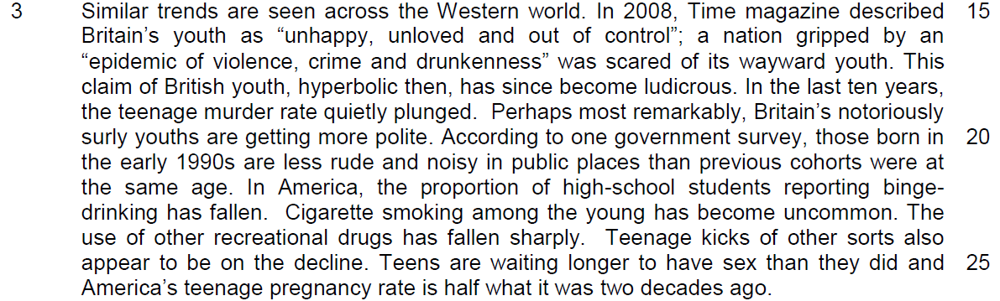 3 Similar trends are seen across the Western world. In 2008, Time magazine described 15
Britain’s youth as “unhappy, unloved and out of control”; a nation gripped by an
“epidemic of violence, crime and drunkenness” was scared of its wayward youth. This
claim of British youth, hyperbolic then, has since become ludicrous. In the last ten years,
the teenage murder rate quietly plunged.  Perhaps most remarkably, Britain’s notoriously
surly youths are getting more polite. According to one government survey, those born in 20
the early 1990s are less rude and noisy in public places than previous cohorts were at
the same age. In America, the proportion of high-school students reporting binge-
drinking has fallen.  Cigarette smoking among the young has become uncommon. The
use of other recreational drugs has fallen sharply.  Teenage kicks of other sorts also
appear to be on the decline. Teens are waiting longer to have sex than they did and 25
America’s teenage pregnancy rate is half what it was two decades ago.